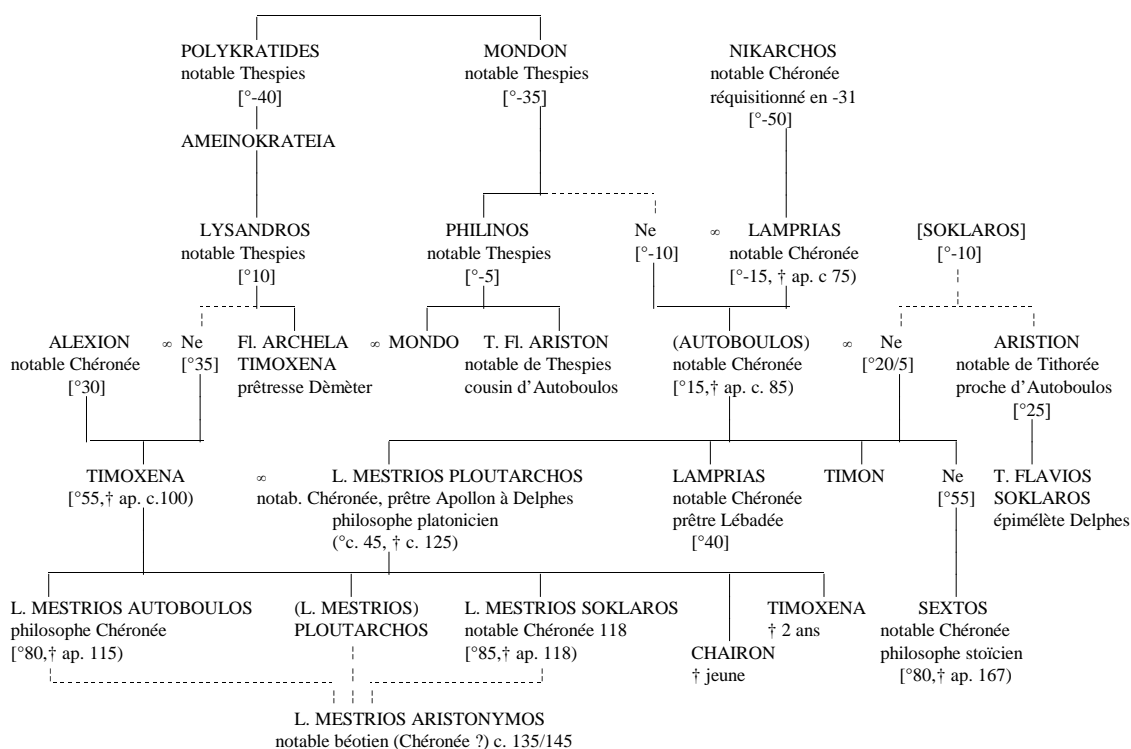 POLYKRATIDES
notable Thespies
[°-40]
MONDON
notable Thespies
[°-35]
NIKARCHOS
notable Chéronée
réquisitionné en -31
[°-50]
AMEINOKRATEIA
LYSANDROS
notable Thespies
[°10]
PHILINOS
notable Thespies
[°-5]
Ne
[°-10]
∞
LAMPRIAS
notable Chéronée
[°-15, † ap. c 75)
[SOKLAROS]
[°-10]
ALEXION
notable Chéronée
[°30]
∞ Ne
[°35]
Fl. ARCHELA
TIMOXENA
prêtresse Dèmèter
∞ MONDO
T. Fl. ARISTON
notable de Thespies
cousin d'Autoboulos
(AUTOBOULOS)
notable Chéronée
[°15,† ap. c. 85)
∞
Ne
[°20/5]
ARISTION
notable de Tithorée
proche d'Autoboulos
[°25]
TIMOXENA
[°55,† ap. c.100)
∞
L. MESTRIOS PLOUTARCHOS
notab. Chéronée, prêtre Apollon à Delphes
philosophe platonicien
(°c. 45, † c. 125)
LAMPRIAS
notable Chéronée
prêtre Lébadée
[°40]
TIMON
Ne
[°55]
T. FLAVIOS
SOKLAROS
épimélète Delphes
L. MESTRIOS AUTOBOULOS
philosophe Chéronée
[°80,† ap. 115)
(L. MESTRIOS)
PLOUTARCHOS
L. MESTRIOS SOKLAROS
notable Chéronée 118
[°85,† ap. 118)
CHAIRON
† jeune
TIMOXENA
† 2 ans
SEXTOS
notable Chéronée
philosophe stoïcien
[°80,† ap. 167)
L. MESTRIOS ARISTONYMOS
notable béotien (Chéronée ?) c. 135/145